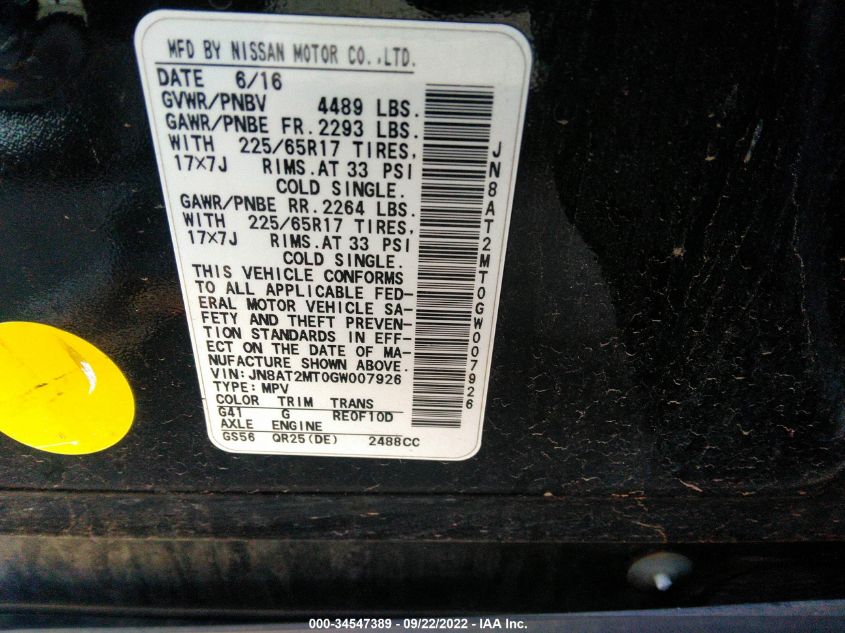 MFD BY NISSAN MOTOR CO.,LTD.
DATE 6/16
GVWR/PNBV 4489 LBS.
GAWR/PNBE FR.2293 LBS.
WITH 225/65R17 TIRES,
17×7J RIMS.AT 33 PSI
COLD SINGLE.
GAWR/PNBE RR.2264 LBS.
WITH 225/65R17 TIRES,
17×7J RIMS.AT 33 PSI
COLD SINGLE.
THIS VEHICLE CONFORMS
TO ALL APPLICABLE FED-
ERAL MOTOR VEHICLE SA-
FETY AND THEFT PREVEN-
TION STANDARDS IN EFF-
ECT ON THE DATE OF MA-
NUFACTURE SHOWN ABOVE.
VIN:JN8AT2MT0GW007926
TYPE:MPV
COLOR TRIM TRANS
G41 G RE0F10D
AXLE ENGINE
GS56 QR25(DE) 2488CC
JN8AT2MT0GW007926
000-34547389 - 09/22/2022 - IAA Inc.